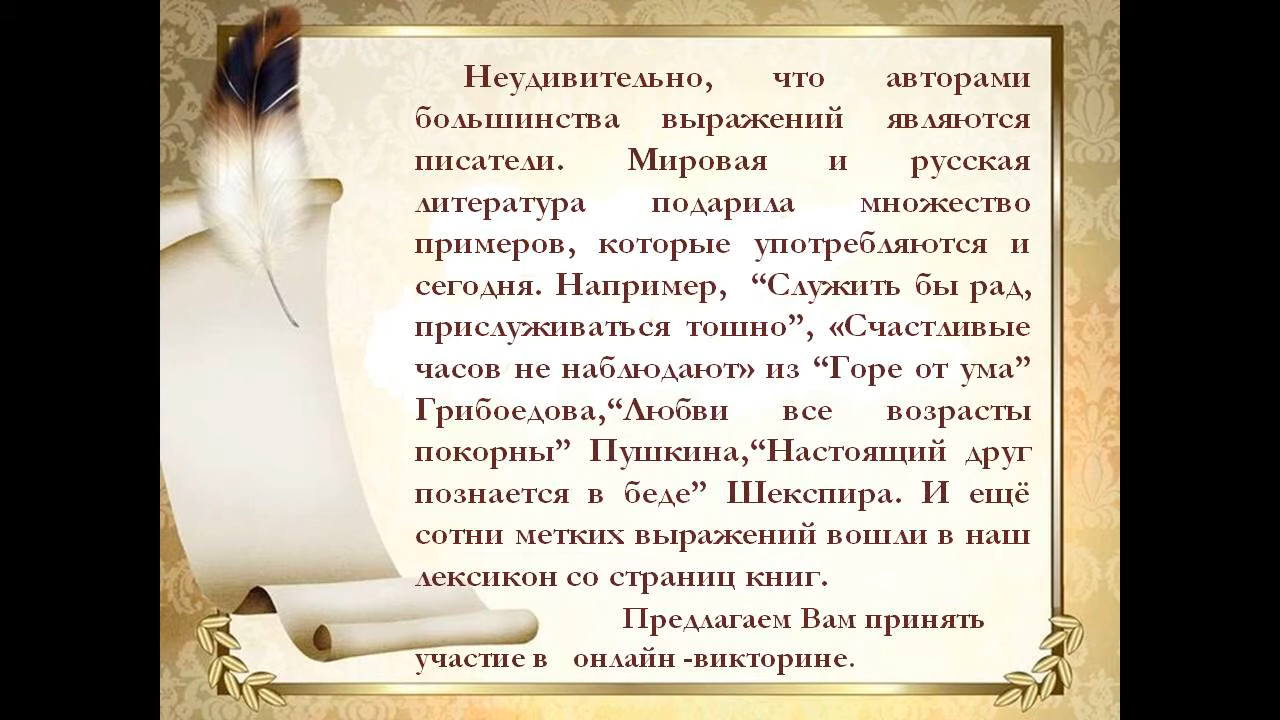 Неудивительно, что авторами
большинства выражений являются
писатели. Мировая и русская
литература подарила множество
примеров, которые употребляются и
сегодня. Например, “Служить бы рад,
прислуживаться тошно”, «Счастливые
часов не наблюдают» из “Горе от ума”
Грибоедова,“Любви все возрасты
покорны” Пушкина,“Настоящий друг
познается в беде” Шекспира. И ещё
сотни метких выражений вошли в наш
лексикон со страниц книг.
Предлагаем Вам принять
участие в онлайн -викторине.